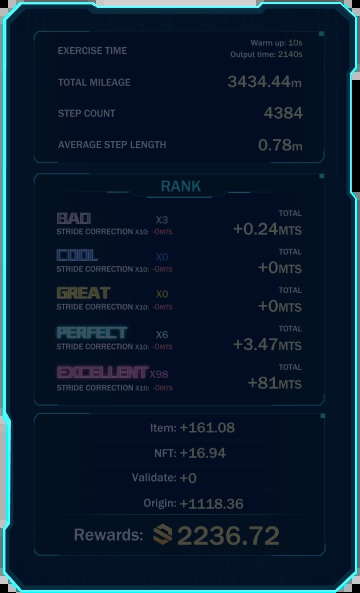 EXERCISE TIME
Warm up: 10s
Output time: 2140s
TOTAL MILEAGE 3434.44m
STEP COUNT 4384
AVERAGE STEP LENGTH 0.78m
RANK
BAD X3 TOTAL
STRIDE CORRECTION X10: -0MTS +0.24MTS
COOL X0 TOTAL
STRIDE CORRECTION X10: -0MTS +0MTS
GREAT X0 TOTAL
STRIDE CORRECTION X10: -0MTS +0MTS
PERFECT X6 TOTAL
STRIDE CORRECTION X10: -0MTS +3.47MTS
EXCELLENT X98 TOTAL
STRIDE CORRECTION X10: -0MTS +81MTS
Item: +161.08
NFT: +16.94
Validate: +0
Origin: +1118.36
Rewards: 2236.72